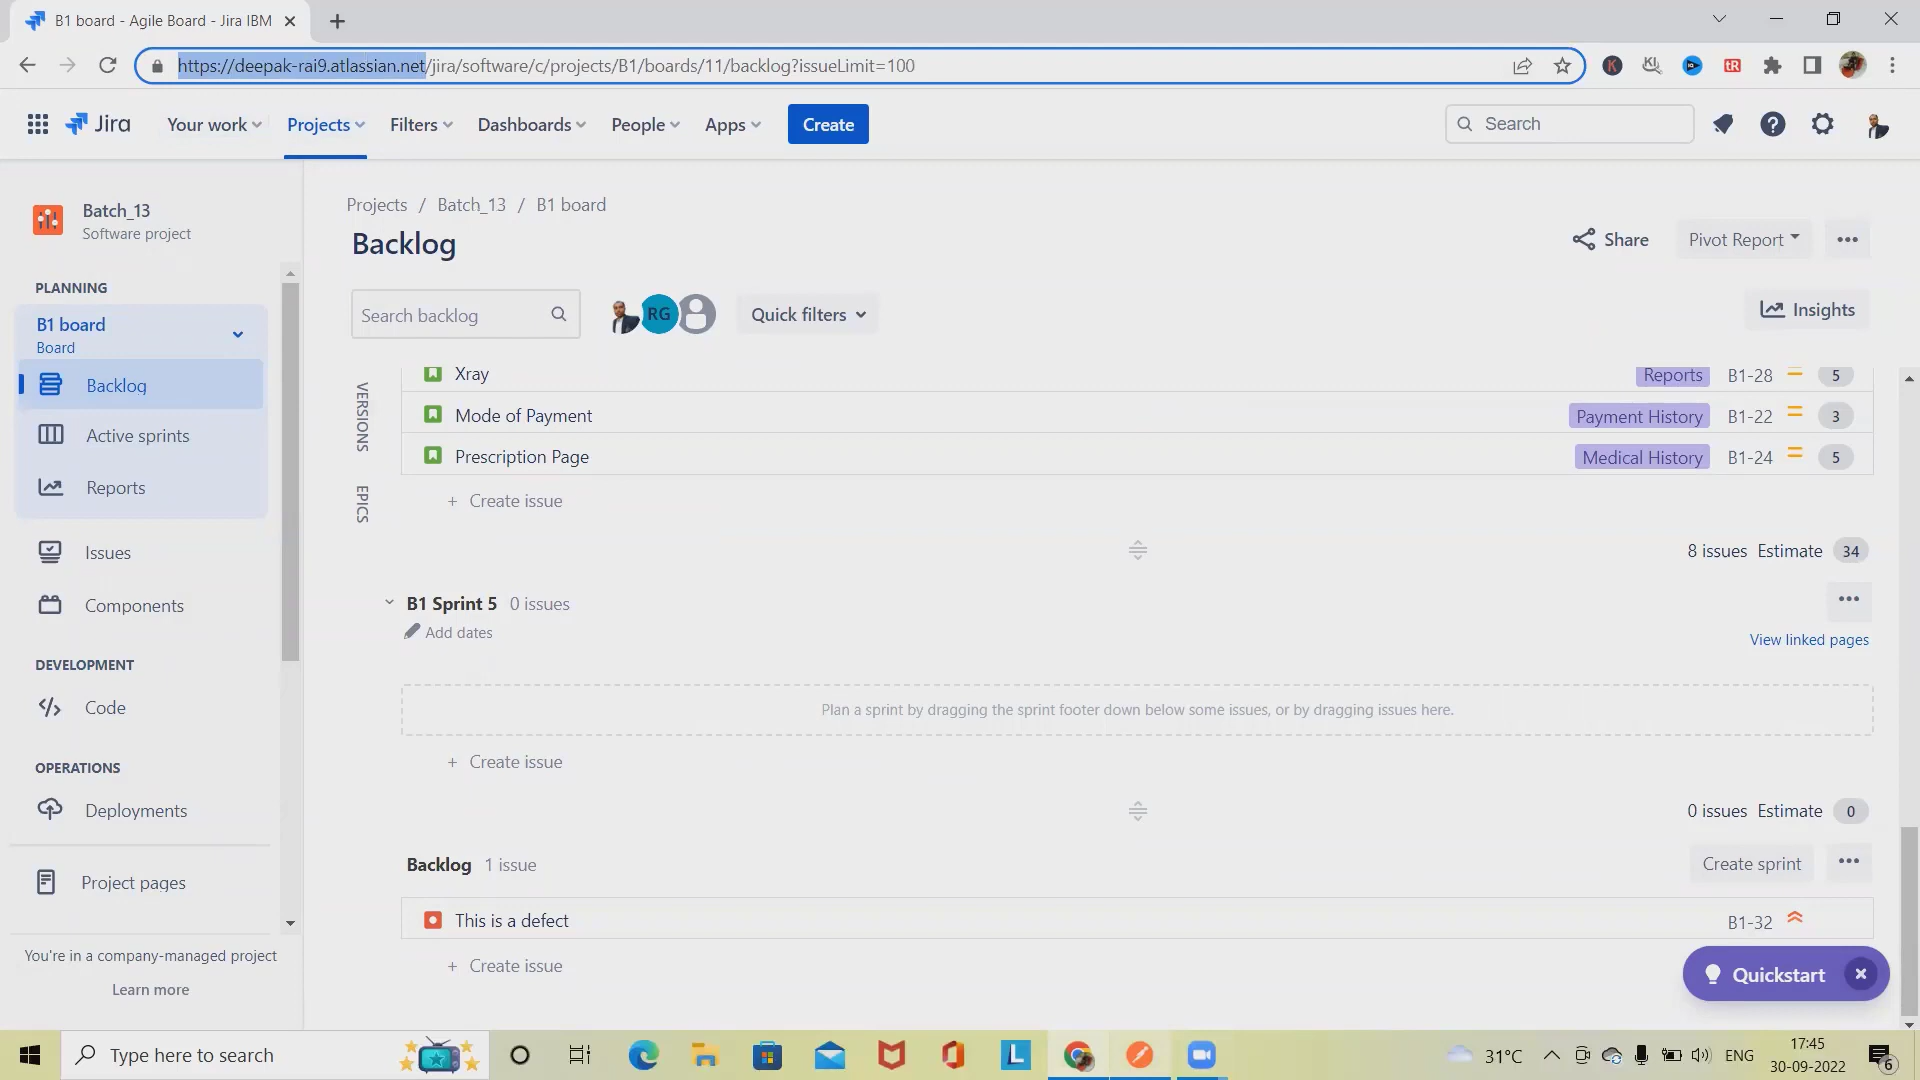 B1 board - Agile Board - Jira IBM
https://deepak-rai9.atlassian.net/jira/software/c/projects/B1/boards/11/backlog?issueLimit=100
Jira Your work Projects Filters Dashboards People Apps Create Search
Batch_13
Software project
PLANNING
B1 board
Board
Backlog
Active sprints
Reports
Issues
Components
DEVELOPMENT
Code
OPERATIONS
Deployments
Project pages
You're in a company-managed project
Learn more
Projects / Batch_13 / B1 board
Backlog
Share Pivot Report
Search backlog RG Quick filters Insights
VERSIONS
EPICS
Xray Reports B1-28 5
Mode of Payment Payment History B1-22 3
Prescription Page Medical History B1-24 5
+ Create issue
8 issues Estimate 34
B1 Sprint 5 0 issues
Add dates
View linked pages
Plan a sprint by dragging the sprint footer down below some issues, or by dragging issues here.
+ Create issue
0 issues Estimate 0
Backlog 1 issue Create sprint
This is a defect B1-32
+ Create issue
Quickstart
Type here to search
31°C ENG
17:45
30-09-2022
6